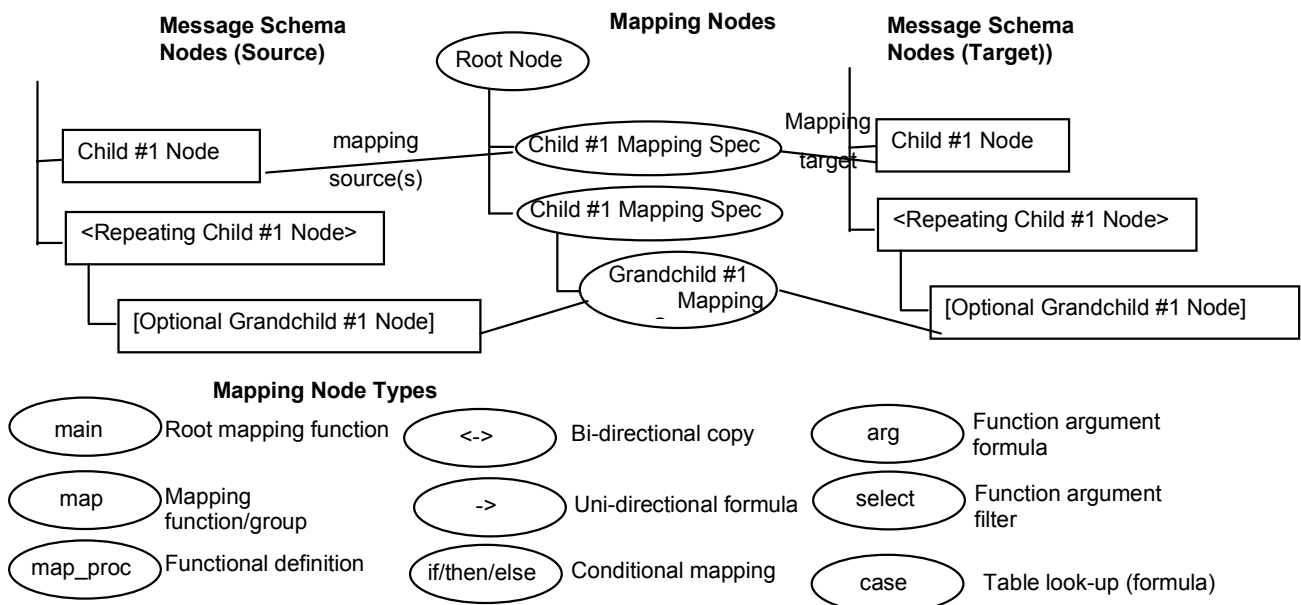 Message Schema
Nodes (Source)
Mapping Nodes
Message Schema
Nodes (Target))
Root Node
Child #1 Node
mapping
source(s)
Child #1 Mapping Spec
Mapping
target
Child #1 Node
<Repeating Child #1 Node>
Child #1 Mapping Spec
<Repeating Child #1 Node>
[Optional Grandchild #1 Node]
Grandchild #1
Mapping
[Optional Grandchild #1 Node]
Mapping Node Types
main
Root mapping function
<->
Bi-directional copy
arg
Function argument
formula
map
Mapping
function/group
->
Uni-directional formula
select
Function argument
filter
map_proc
Functional definition
if/then/else
Conditional mapping
case
Table look-up (formula)